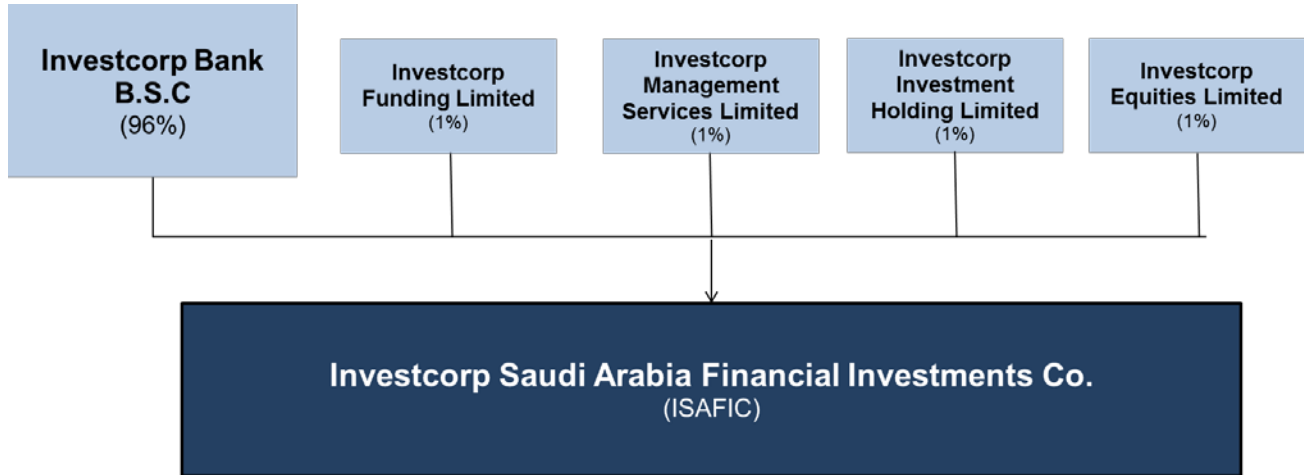 Investcorp Bank
B.S.C
(96%)
Investcorp
Funding Limited
(1%)
Investcorp
Management
Services Limited
(1%)
Investcorp
Investment
Holding Limited
(1%)
Investcorp
Equities Limited
(1%)
Investcorp Saudi Arabia Financial Investments Co.
(ISAFIC)